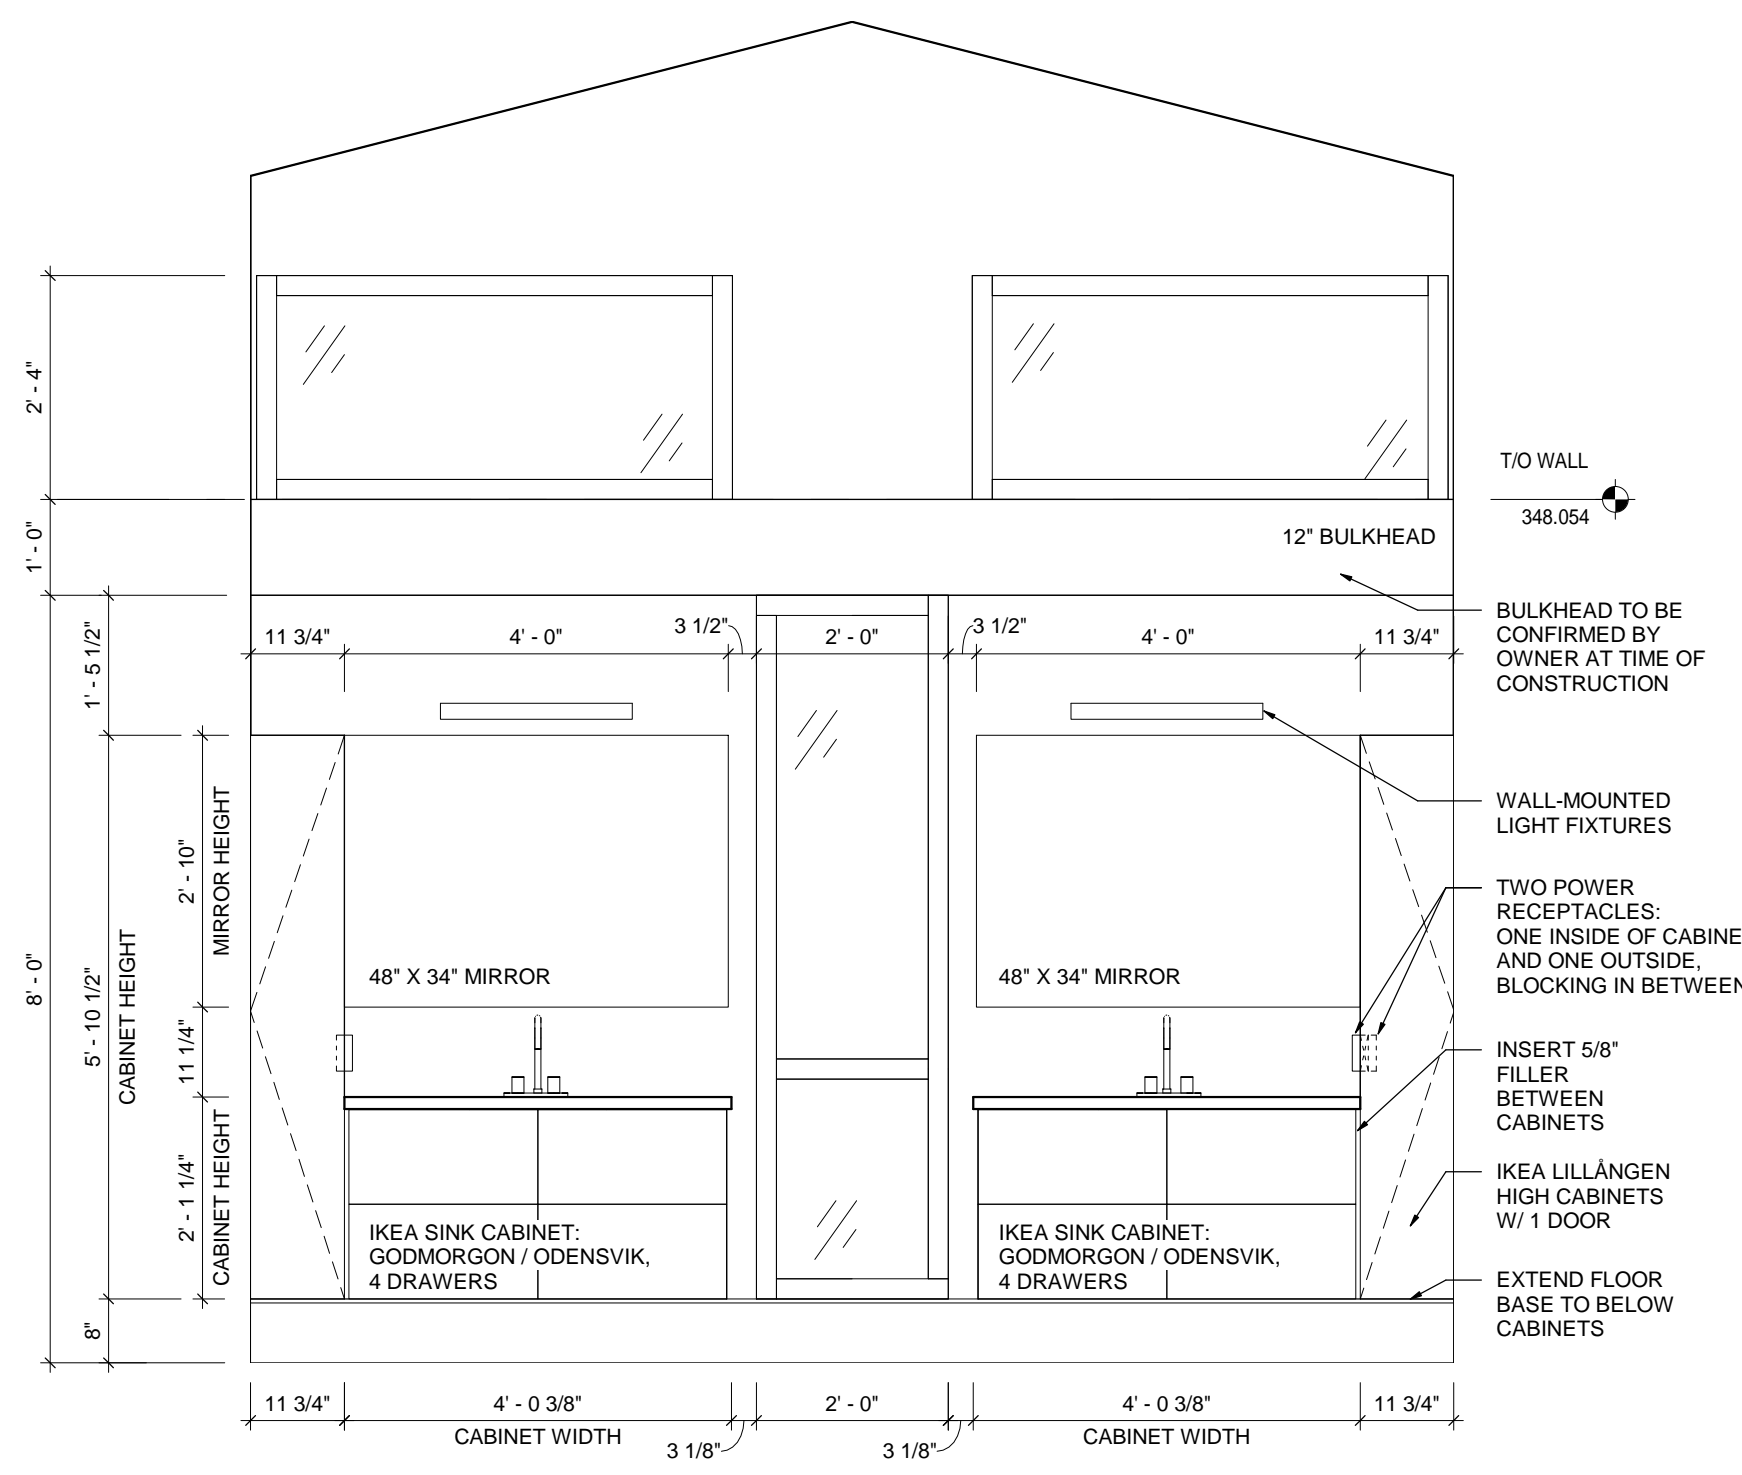 2' - 4"
T/O WALL
348.054
1' - 0"
12" BULKHEAD
BULKHEAD TO BE
CONFIRMED BY
OWNER AT TIME OF
CONSTRUCTION
1' - 5 1/2"
11 3/4"
4' - 0"
3 1/2"
2' - 0"
3 1/2"
4' - 0"
11 3/4"
WALL-MOUNTED
LIGHT FIXTURES
2' - 10"
MIRROR HEIGHT
TWO POWER
RECEPTACLES:
ONE INSIDE OF CABINE
AND ONE OUTSIDE,
BLOCKING IN BETWEEN
8' - 0"
5' - 10 1/2"
CABINET HEIGHT
48" X 34" MIRROR
48" X 34" MIRROR
11 1/4"
INSERT 5/8"
FILLER
BETWEEN
CABINETS
2' - 1 1/4"
CABINET HEIGHT
IKEA SINK CABINET:
GODMORGON / ODENSVIK,
4 DRAWERS
IKEA SINK CABINET:
GODMORGON / ODENSVIK,
4 DRAWERS
IKEA LILLÅNGEN
HIGH CABINETS
W/ 1 DOOR
EXTEND FLOOR
BASE TO BELOW
CABINETS
8"
11 3/4"
4' - 0 3/8"
CABINET WIDTH
3 1/8"
2' - 0"
3 1/8"
4' - 0 3/8"
CABINET WIDTH
11 3/4"